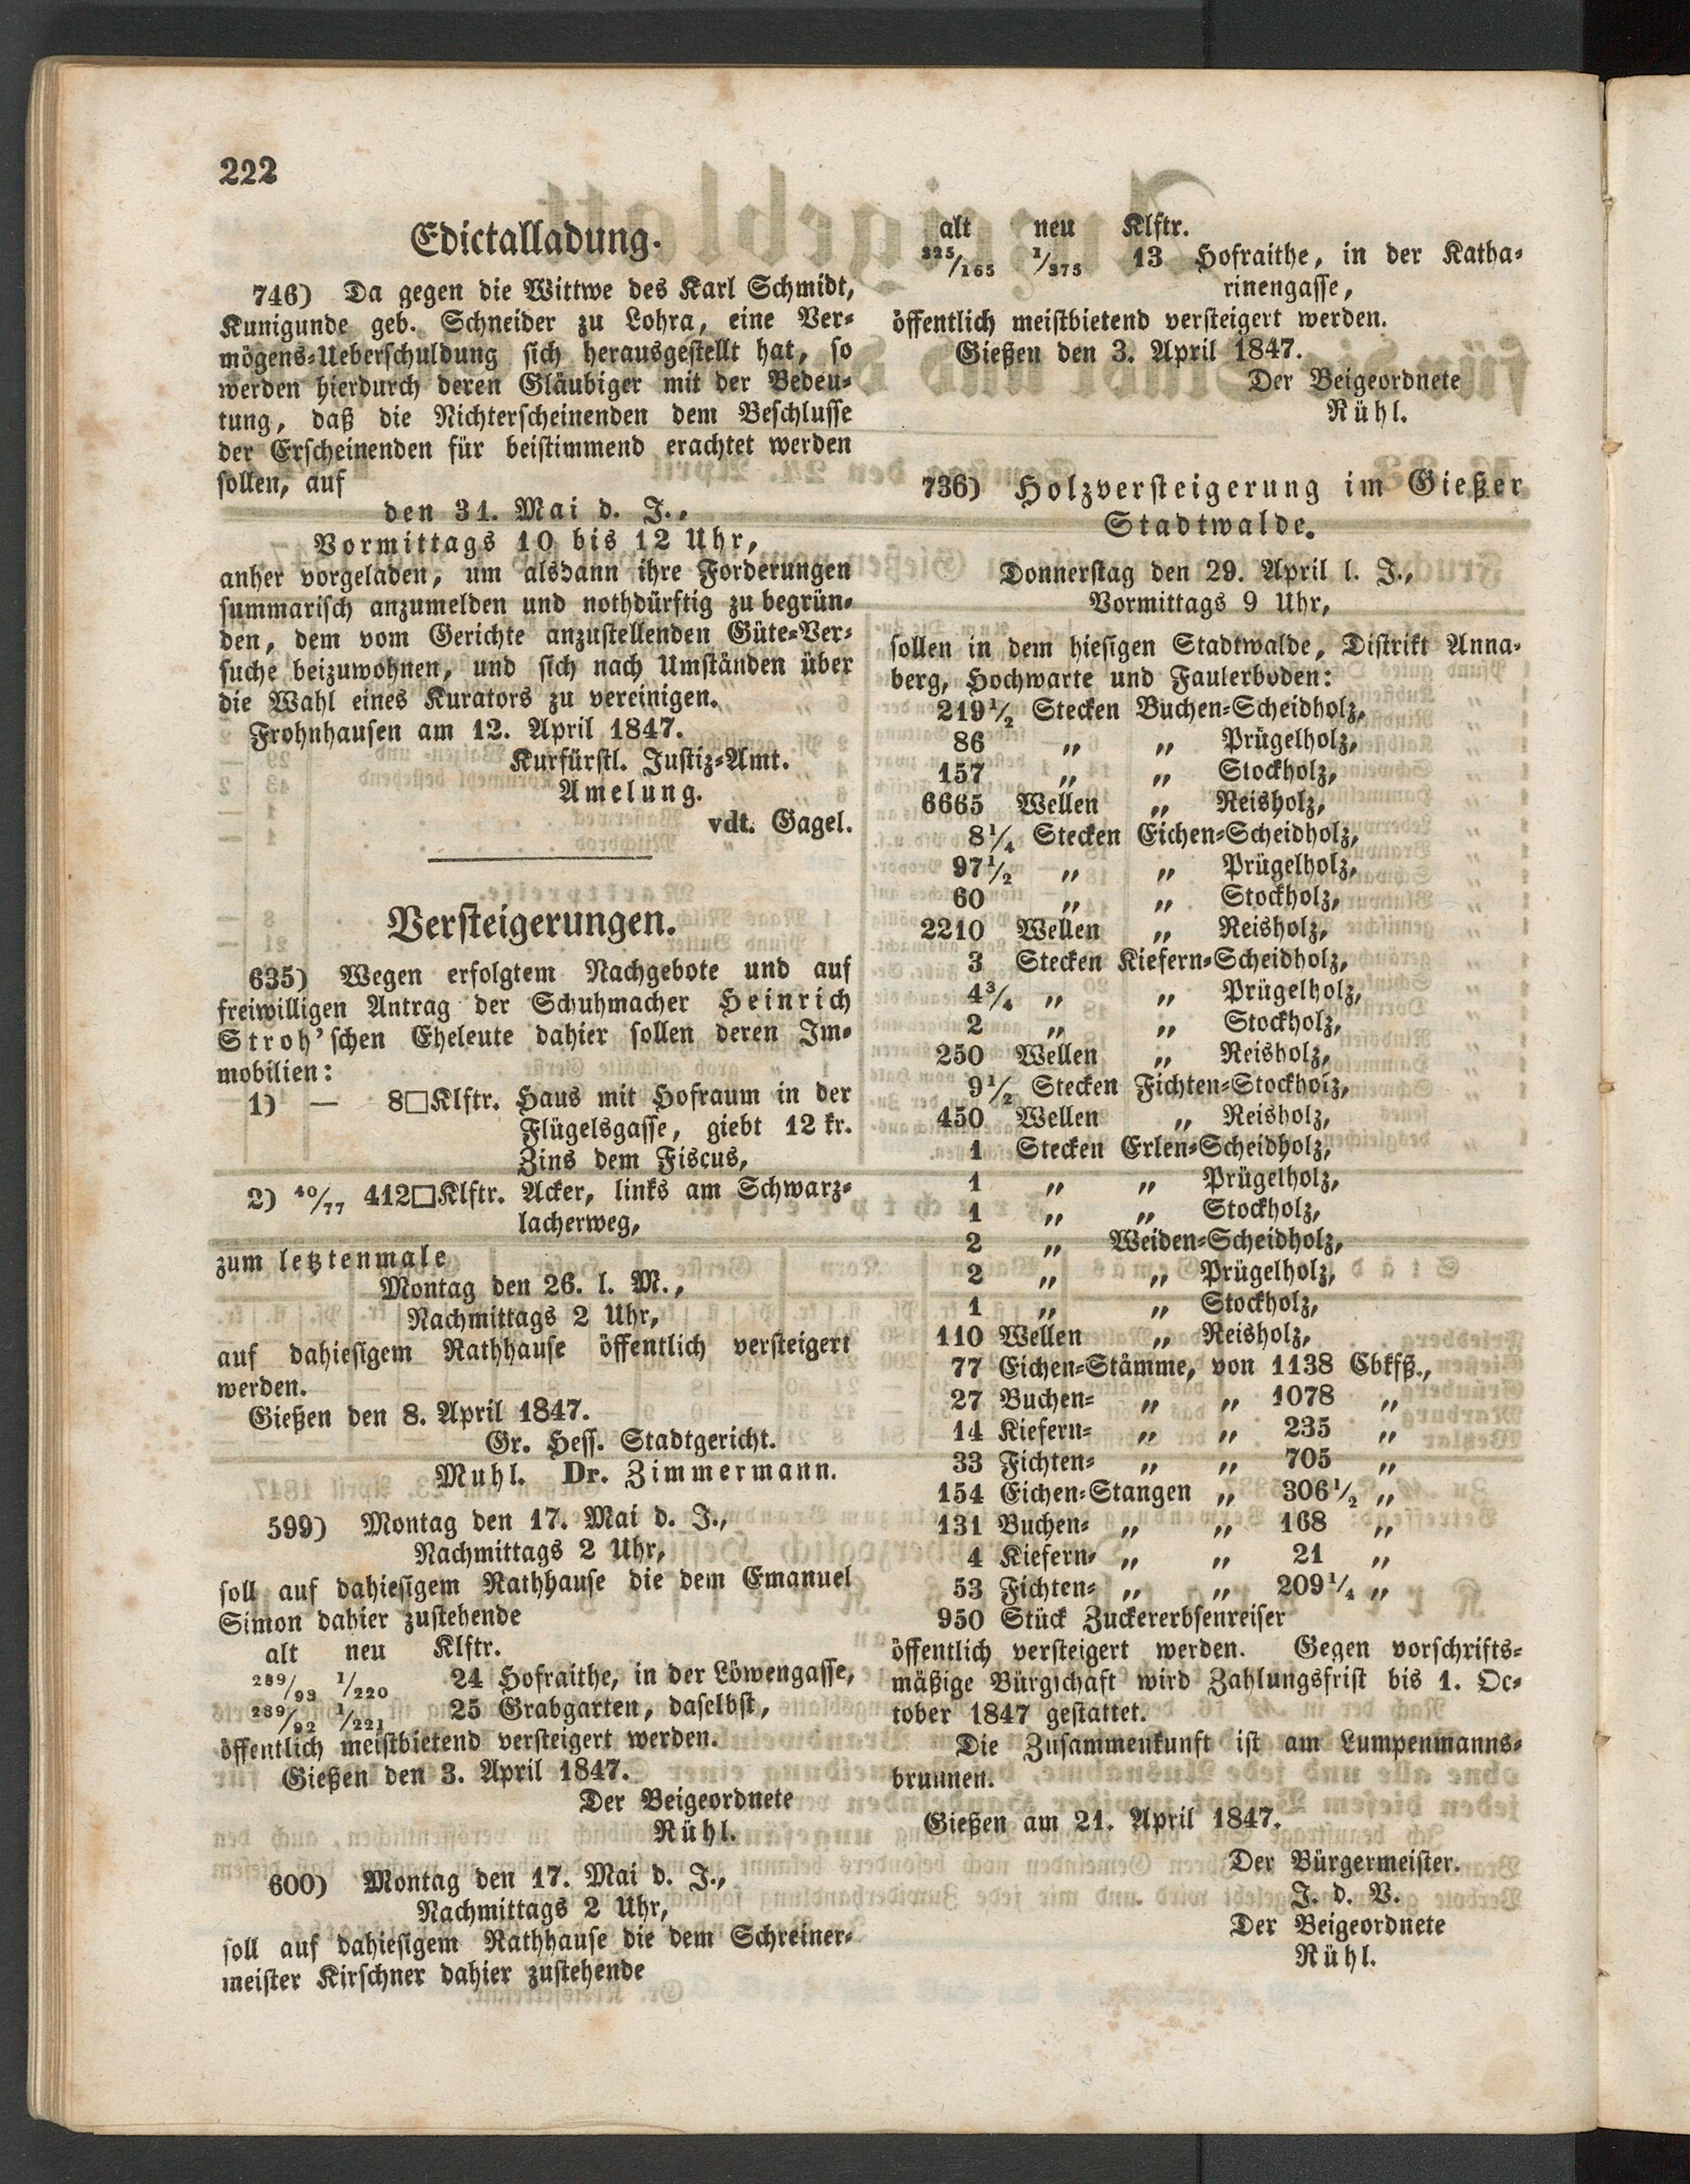 222
Edictalladung.
746) Da gegen die Wittwe des Karl Schmidt,
Kunigunde geb. Schneider zu Lohra, eine Ver-
mögens-Ueberschuldung sich herausgestellt hat, so
werden hierdurch deren Gläubiger mit der Bedeu-
tung, daß die Nichterscheinenden dem Beschlusse
der Erscheinenden für beistimmend erachtet werden
sollen, auf
den 31. Mai d. J.,
Vormittags 10 bis 12 Uhr,
anher vorgeladen, um alsdann ihre Forderungen
summarisch anzumelden und nothdürftig zu begrün-
den, dem vom Gerichte anzustellenden Güte-Ver-
suche beizuwohnen, und sich nach Umständen über
die Wahl eines Kurators zu vereinigen.
Frohnhausen am 12. April 1847.
Kurfürstl. Justiz-Amt.
Amelung.
vdt. Gagel.
Versteigerungen.
635) Wegen erfolgtem Nachgebote und auf
freiwilligen Antrag der Schuhmacher Heinrich
Stroh'schen Eheleute dahier sollen deren Im-
mobilien:
1) — 8□Klftr. Haus mit Hofraum in der
Flügelsgasse, giebt 12 kr.
Zins dem Fiscus,
2) 40/77 412□Klftr. Acker, links am Schwarz-
lacherweg,
zum letztenmale
Montag den 26. l. M.,
Nachmittags 2 Uhr,
auf dahiesigem Rathhause öffentlich versteigert
werden.
Gießen den 8. April 1847.
Gr. Hess. Stadtgericht.
Muhl. Dr. Zimmermann.
599) Montag den 17. Mai d. J.,
Nachmittags 2 Uhr,
soll auf dahiesigem Rathhause die dem Emanuel
Simon dahier zustehende
alt neu Klftr.
289/93 1/220 24 Hofraithe, in der Löwengasse,
289/92 1/221 25 Grabgarten, daselbst,
öffentlich meistbietend versteigert werden.
Gießen den 3. April 1847.
Der Beigeordnete
Rühl.
600) Montag den 17. Mai d. J.,
Nachmittags 2 Uhr,
soll auf dahiesigem Rathhause die dem Schreiner-
meister Kirschner dahier zustehende
alt neu Klftr.
325/165 1/375 13 Hofraithe, in der Katha-
rinengasse,
öffentlich meistbietend versteigert werden.
Gießen den 3. April 1847.
Der Beigeordnete
Rühl.
736) Holzversteigerung im Gießer
Stadtwalde.
Donnerstag den 29. April l. J.,
Vormittags 9 Uhr,
sollen in dem hiesigen Stadtwalde, Distrikt Anna-
berg, Hochwarte und Faulerboden:
219 1/2 Stecken Buchen-Scheidholz,
86 „ „ Prügelholz,
157 „ „ Stockholz,
6665 Wellen „ Reisholz,
8 1/4 Stecken Eichen-Scheidholz,
97 1/2 „ „ Prügelholz,
60 „ „ Stockholz,
2210 Wellen „ Reisholz,
3 Stecken Kiefern-Scheidholz,
4 3/4 „ „ Prügelholz,
2 „ „ Stockholz,
250 Wellen „ Reisholz,
9 1/2 Stecken Fichten-Stockholz,
450 Wellen „ Reisholz,
1 Stecken Erlen-Scheidholz,
1 „ „ Prügelholz,
1 „ „ Stockholz,
2 „ Weiden-Scheidholz,
2 „ „ Prügelholz,
1 „ „ Stockholz,
110 Wellen „ Reisholz,
77 Eichen-Stämme, von 1138 Cbkfß.,
27 Buchen- „ „ 1078 „
14 Kiefern- „ „ 235 „
33 Fichten- „ „ 705 „
154 Eichen-Stangen „ 306 1/2 „
131 Buchen- „ „ 168 „
4 Kiefern- „ „ 21 „
53 Fichten- „ „ 209 1/4 „
950 Stück Zuckererbsenreiser
öffentlich versteigert werden. Gegen vorschrifts-
mäßige Bürgschaft wird Zahlungsfrist bis 1. Oc-
tober 1847 gestattet.
Die Zusammenkunft ist am Lumpenmanns-
brunnen.
Gießen am 21. April 1847.
Der Bürgermeister.
J. d. V.
Der Beigeordnete
Rühl.